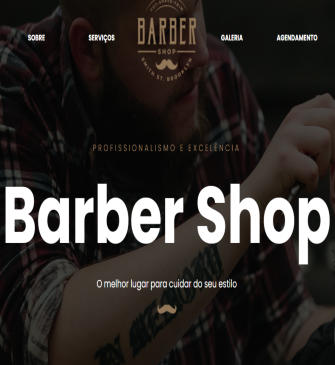 SOBRE
SERVIÇOS
BARBER
SHOP
SMITH ST. BROOKLYN
GALERIA
AGENDAMENTO
PROFISSIONALISMO E EXCELÊNCIA
Barber Shop
O melhor lugar para cuidar do seu estilo